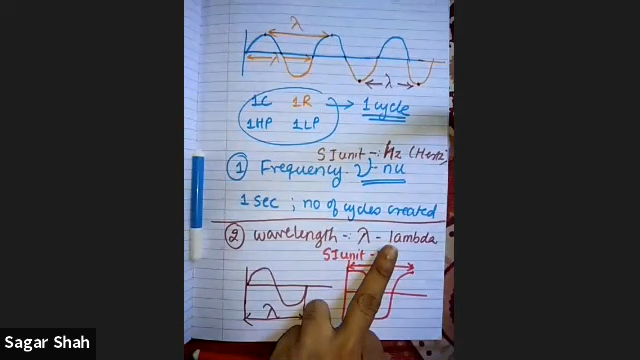 λ
λ
λ
1C 1R → 1 cycle
1HP 1LP
SI unit -: Hz (Hertz)
① Frequency - ν - nu
1 sec ; no of cycles created
② wavelength -: λ - lambda
SI unit -
λ
Sagar Shah